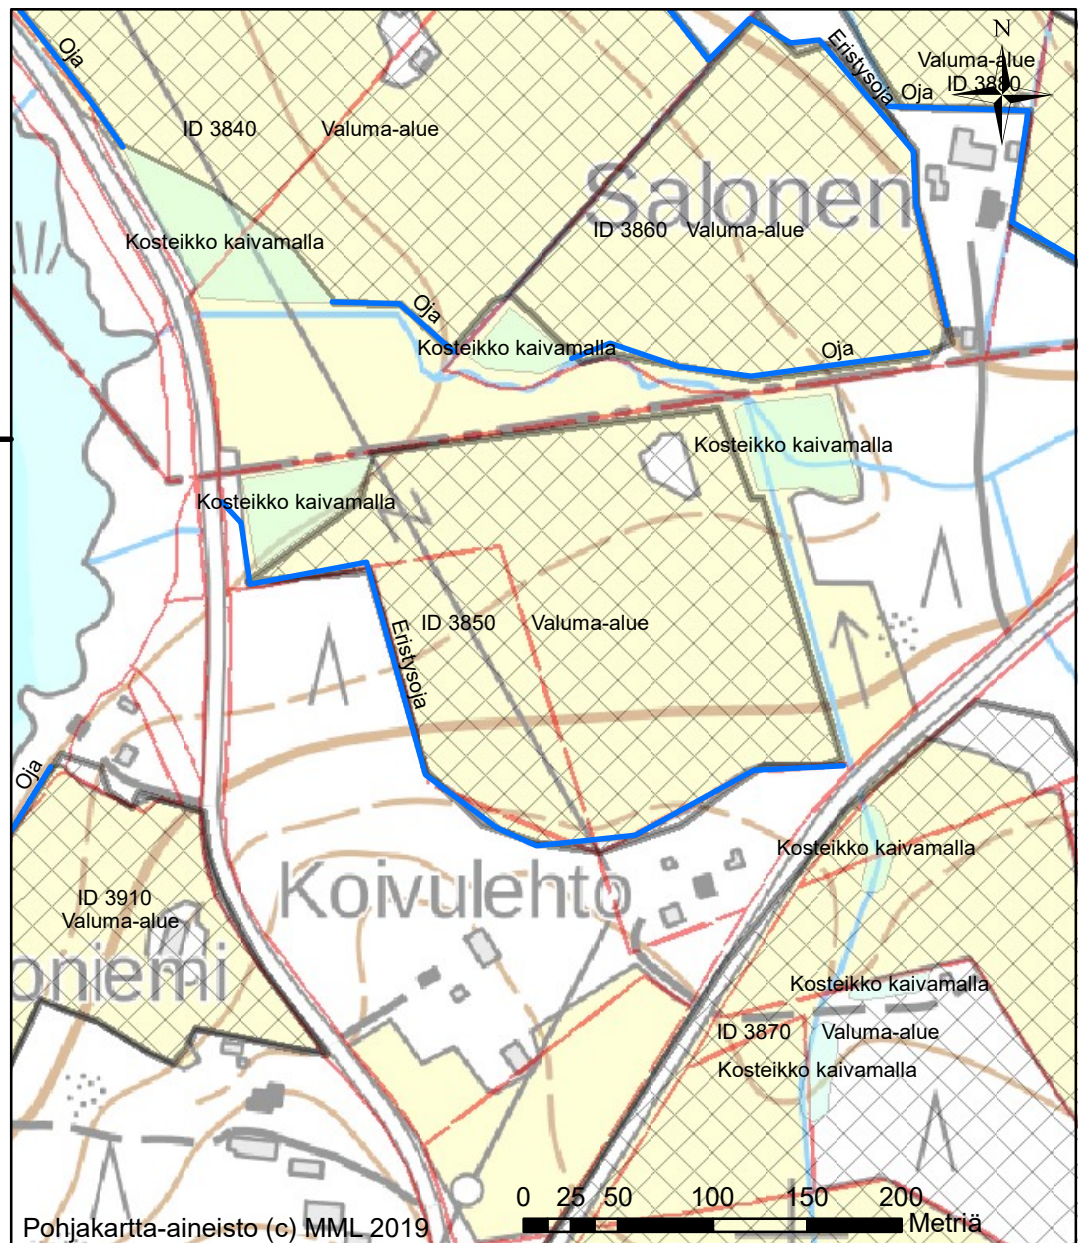 N
Oja
Eristysoja
Valuma-alue
ID 3880
Oja
ID 3840 Valuma-alue
Salonen
ID 3860 Valuma-alue
Kosteikko kaivamalla
Oja
Kosteikko kaivamalla
Oja
Kosteikko kaivamalla
Kosteikko kaivamalla
ID 3850 Valuma-alue
Eristysoja
Oja
Kosteikko kaivamalla
Koivulehto
ID 3910
Valuma-alue
oniemi
Kosteikko kaivamalla
ID 3870 Valuma-alue
Kosteikko kaivamalla
0 25 50 100 150 200
Metriä
Pohjakartta-aineisto (c) MML 2019